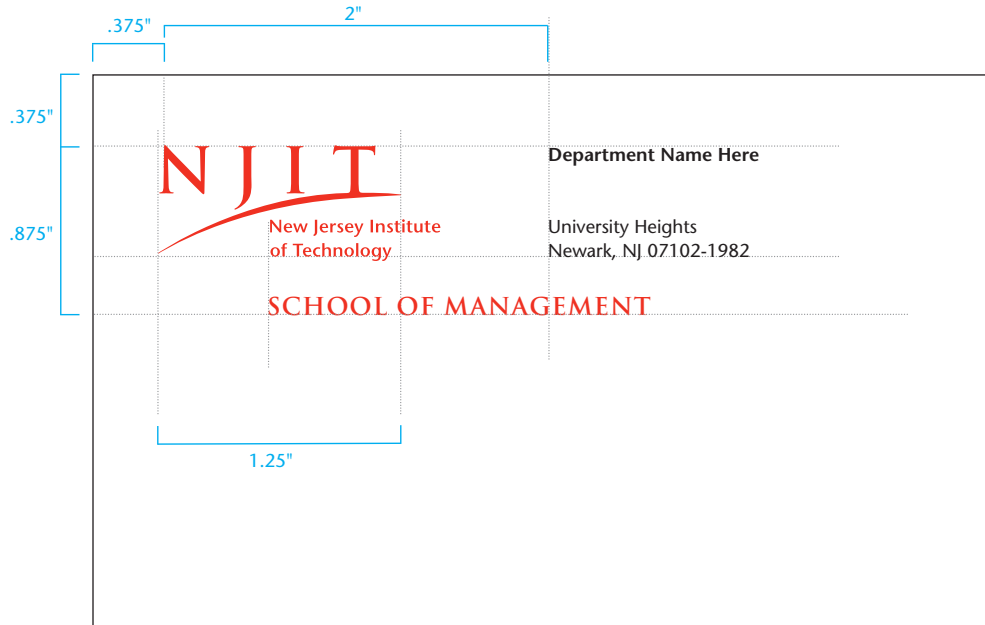 .375"
2"
.375"
NJIT
Department Name Here
.875"
New Jersey Institute
of Technology
University Heights
Newark, NJ 07102-1982
SCHOOL OF MANAGEMENT
1.25"